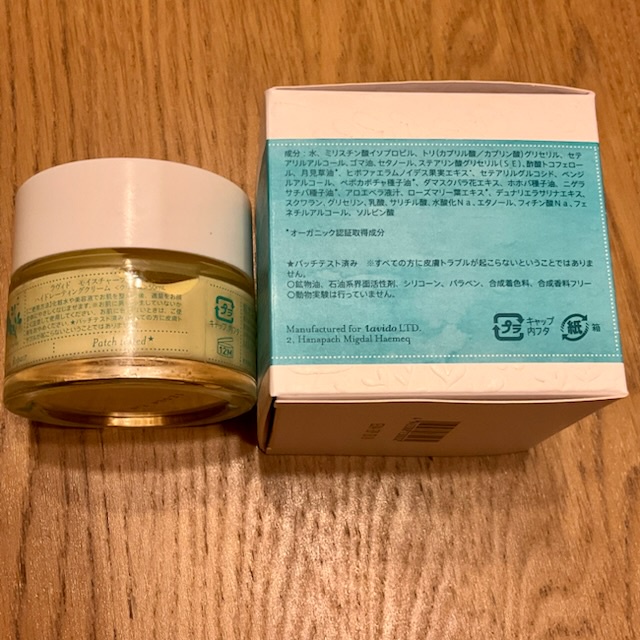 成分：水、ミリスチン酸イソプロピル、トリ(カプリル酸／カプリン酸)グリセリル、セテ
アリルアルコール、ゴマ油、セタノール、ステアリン酸グリセリル(SE)、酢酸トコフェロー
ル、月見草油*、ヒポファエラムノイデス果実エキス*、セテアリルグルコシド、ベンジ
ルアルコール、ペポカボチャ種子油*、ダマスクバラ花エキス、ホホバ種子油、ニゲラ
サチバ種子油*、アロエベラ液汁、ローズマリー葉エキス*、デュナリエラサリナエキス、
スクワラン、グリセリン、乳酸、サリチル酸、水酸化Na、エタノール、フィチン酸Na、フェ
ネチルアルコール、ソルビン酸
*オーガニック認証取得成分
★パッチテスト済み ※すべての方に皮膚トラブルが起こらないということではありま
せん。
○鉱物油、石油系界面活性剤、シリコーン、パラベン、合成着色料、合成香料フリー
○動物実験は行っていません。
Manufactured for lavido LTD.
2, Hanapach Migdal Haemeq
プラ
キャップ
内フタ
紙
箱
ラヴィド モイスチャー
Patch tested*
プラ
12M